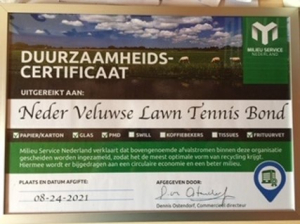 MILIEU SERVICE
NEDERLAND
DUURZAAMHEIDS-
CERTIFICAAT
UITGEREIKT AAN:
Neder Veluwse Lawn Tennis Bond
PAPIER/KARTON GLAS PMD SWILL KOFFIEBEKERS TISSUES FRITUURVET
Milieu Service Nederland verklaart dat bovengenoemde afvalstromen binnen deze organisatie
gescheiden worden ingezameld, zodat het meest optimale vorm van recycling krijgt.
Hiermee wordt er bijgedragen aan een circulaire economie en een beter milieu.
PLAATS EN DATUM AFGIFTE:
08-24-2021
AFGEGEVEN DOOR:
Dennis Ostendorf, Commercieel directeur